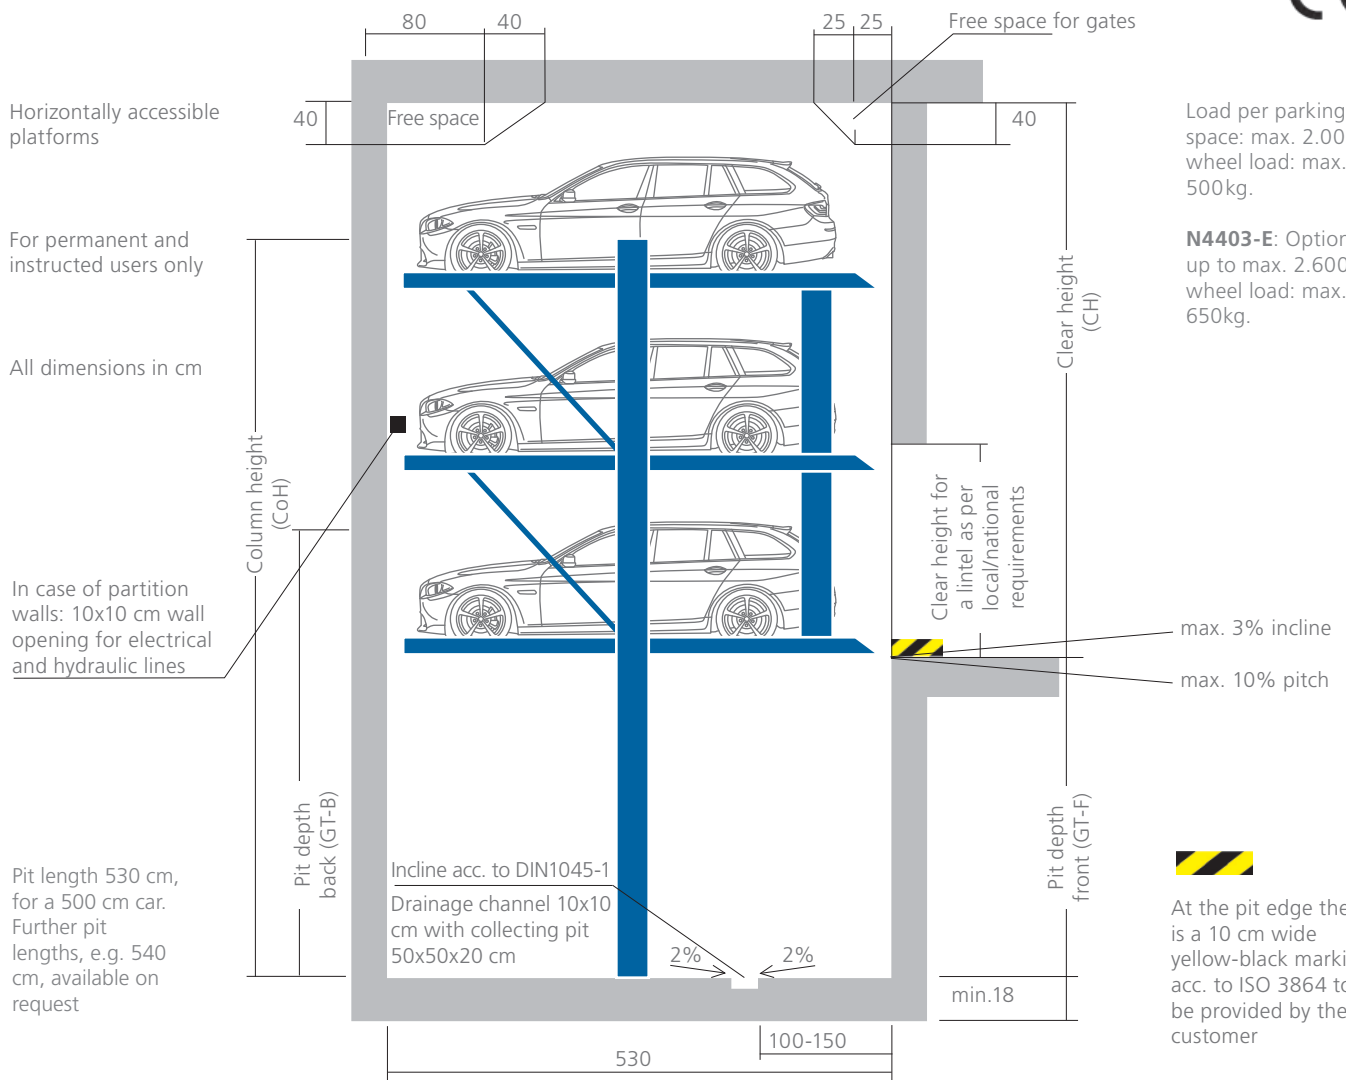 80
40
25
25
Free space for gates
Horizontally accessible
platforms
40
Free space
40
Load per parking
space: max. 2.00
wheel load: max.
500kg.
For permanent and
instructed users only
N4403-E: Option
up to max. 2.600
wheel load: max.
650kg.
All dimensions in cm
Clear height
(CH)
Column height
(CoH)
Clear height for
a lintel as per
local/national
requirements
In case of partition
walls: 10x10 cm wall
opening for electrical
and hydraulic lines
max. 3% incline
max. 10% pitch
Pit depth
back (GT-B)
Pit depth
front (GT-F)
Pit length 530 cm,
for a 500 cm car.
Further pit
lengths, e.g. 540
cm, available on
request
Incline acc. to DIN1045-1
Drainage channel 10x10
cm with collecting pit
50x50x20 cm
2%
2%
min.18
At the pit edge the
is a 10 cm wide
yellow-black marki
acc. to ISO 3864 to
be provided by the
customer
100-150
530